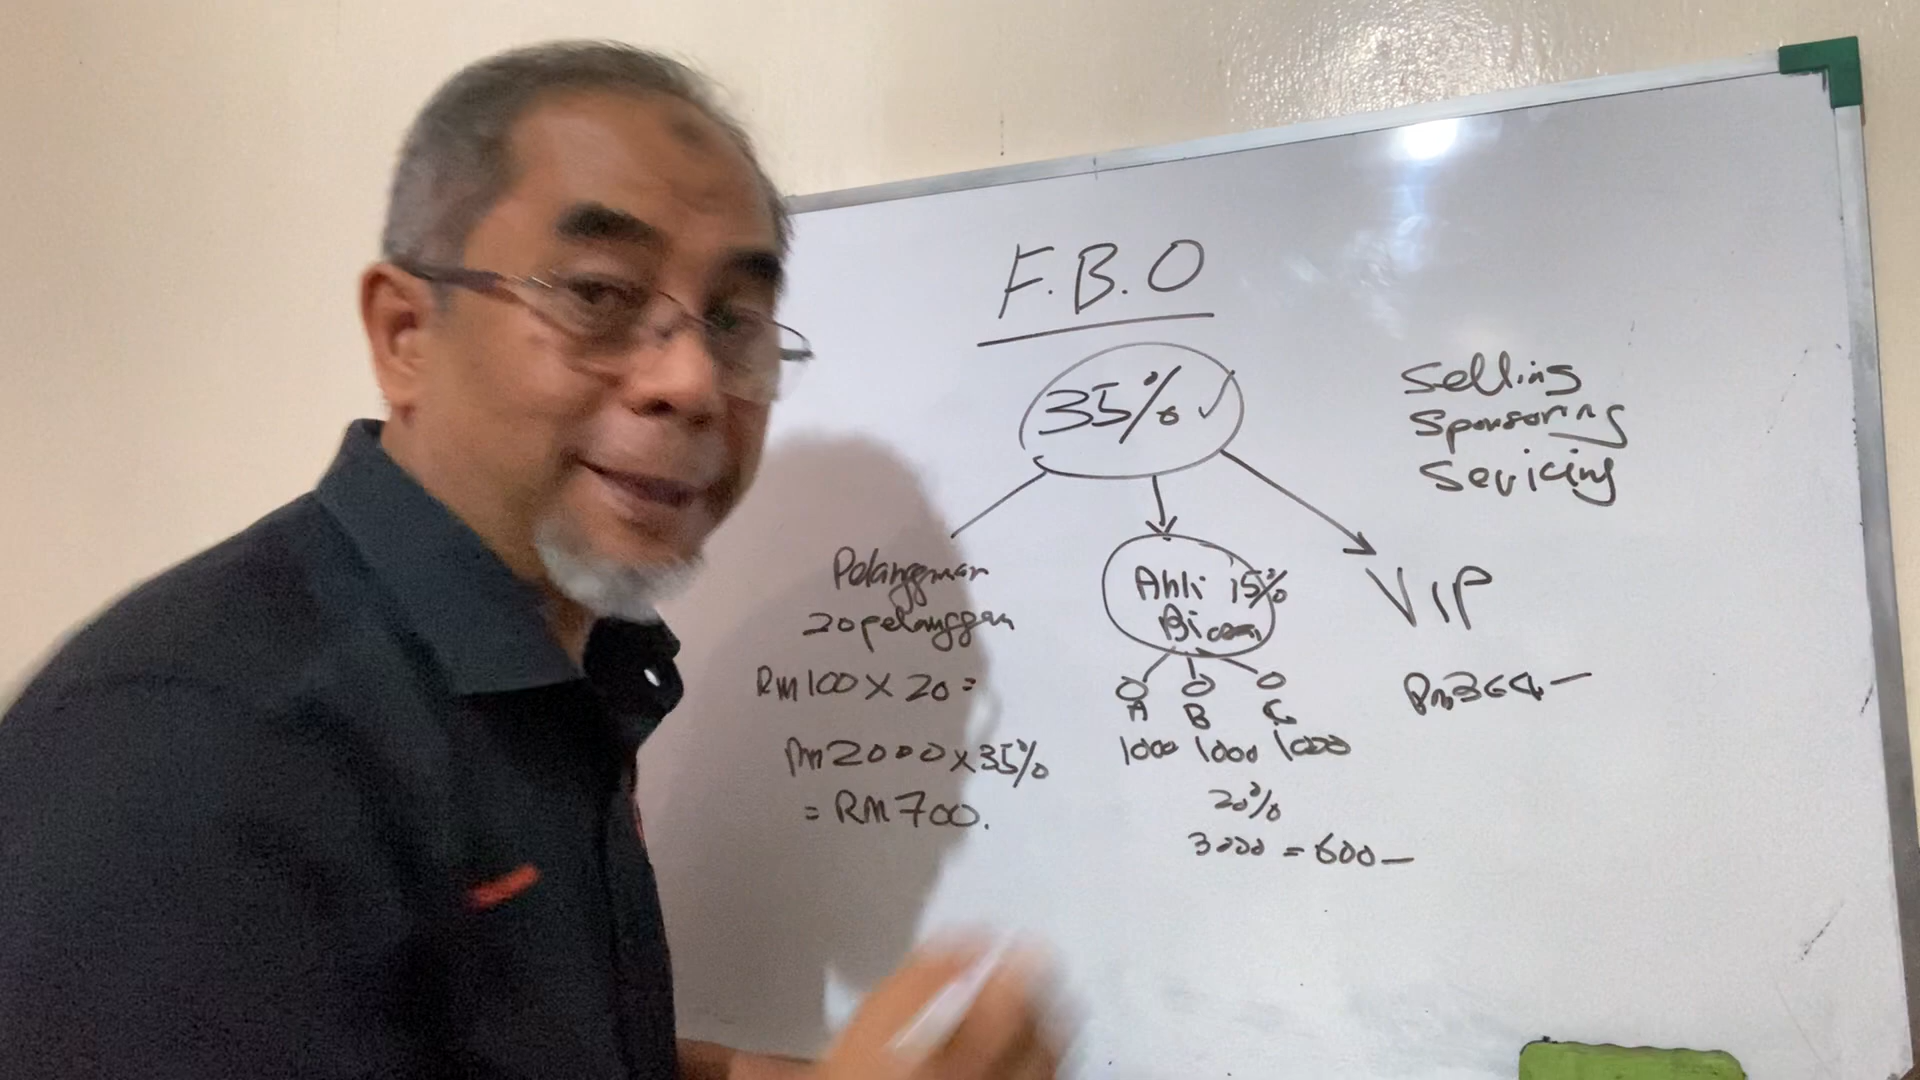 F.B.O
35% ✓
Selling
Sponsoring
Servicing
Pelanggan
20 pelanggan
RM100 X 20 =
RM2000 x 35%
= RM700.
Ahli 15%
Biasa
A B C
1000 1000 1000
20%
3000 = 600 —
VIP
RM364 —